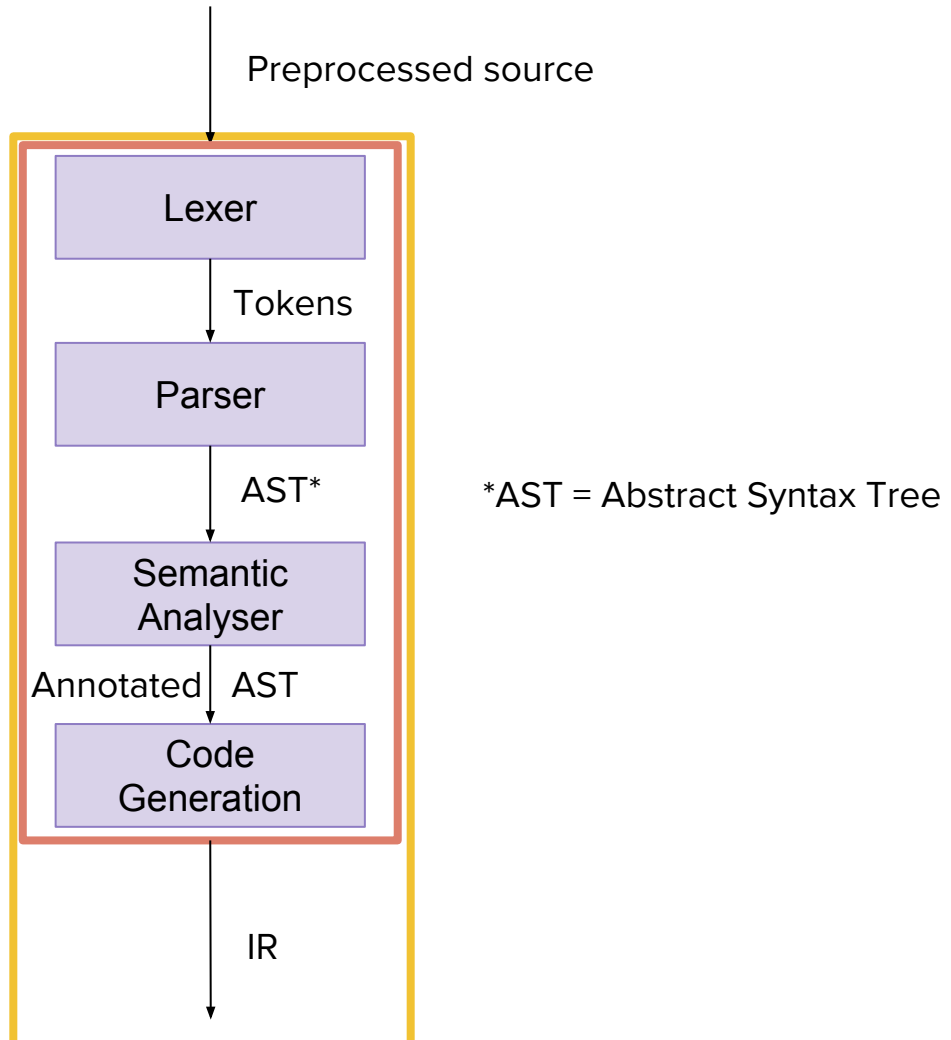 Preprocessed source
Lexer
Tokens
Parser
AST*
*AST = Abstract Syntax Tree
Semantic
Analyser
Annotated AST
Code
Generation
IR